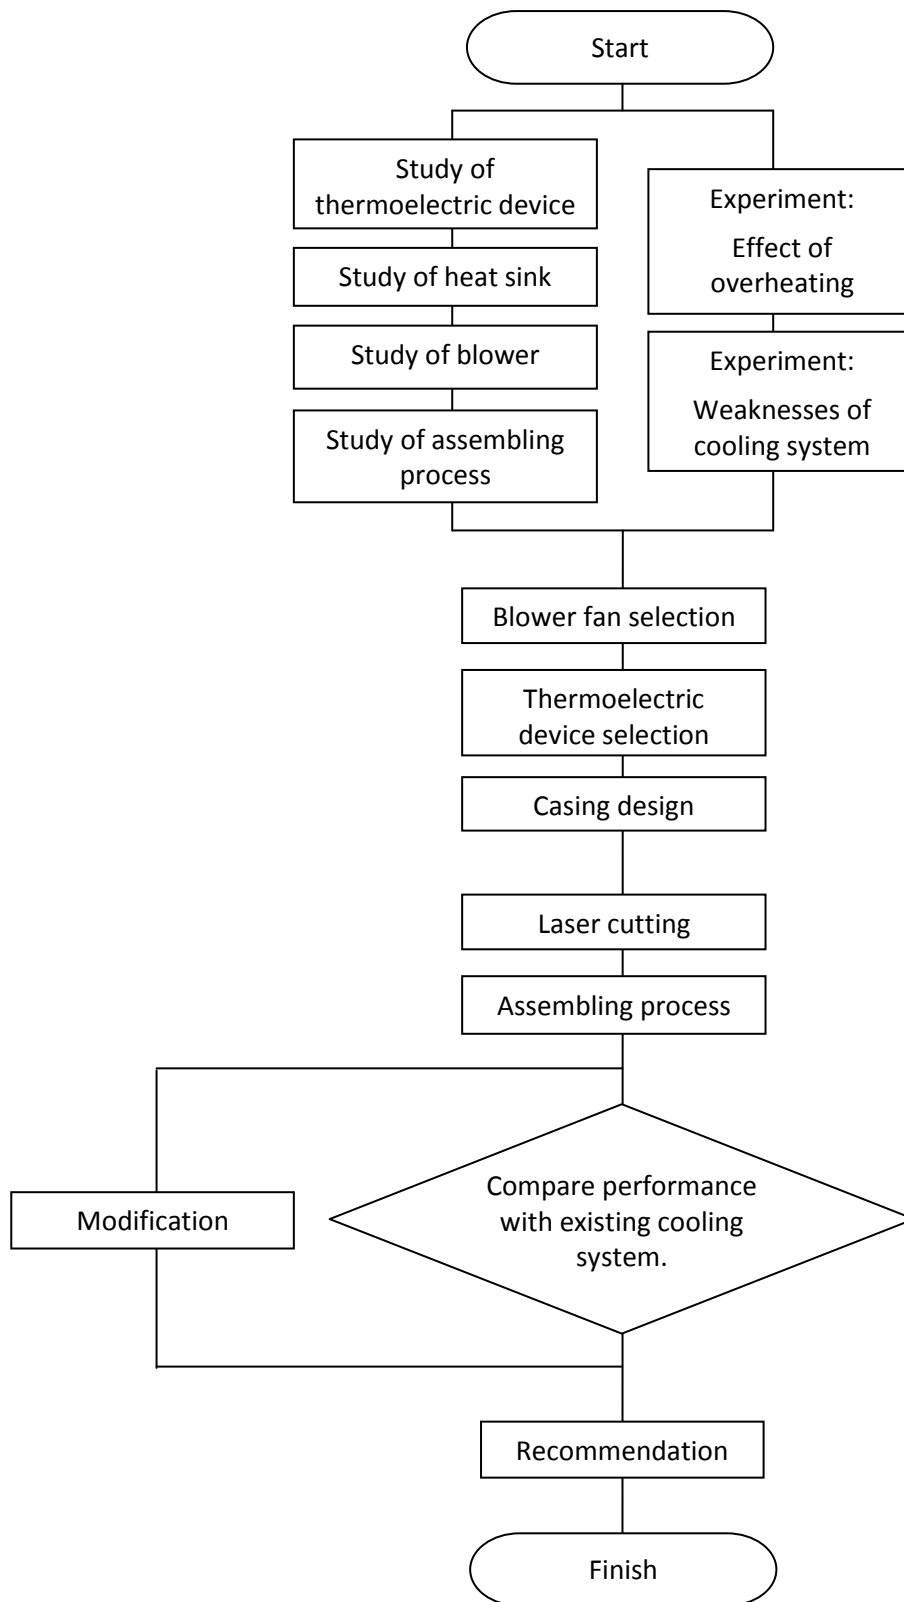 Start
Study of
thermoelectric device
Study of heat sink
Study of blower
Study of assembling
process
Experiment:
Effect of
overheating
Experiment:
Weaknesses of
cooling system
Blower fan selection
Thermoelectric
device selection
Casing design
Laser cutting
Assembling process
Modification
Compare performance
with existing cooling
system.
Recommendation
Finish